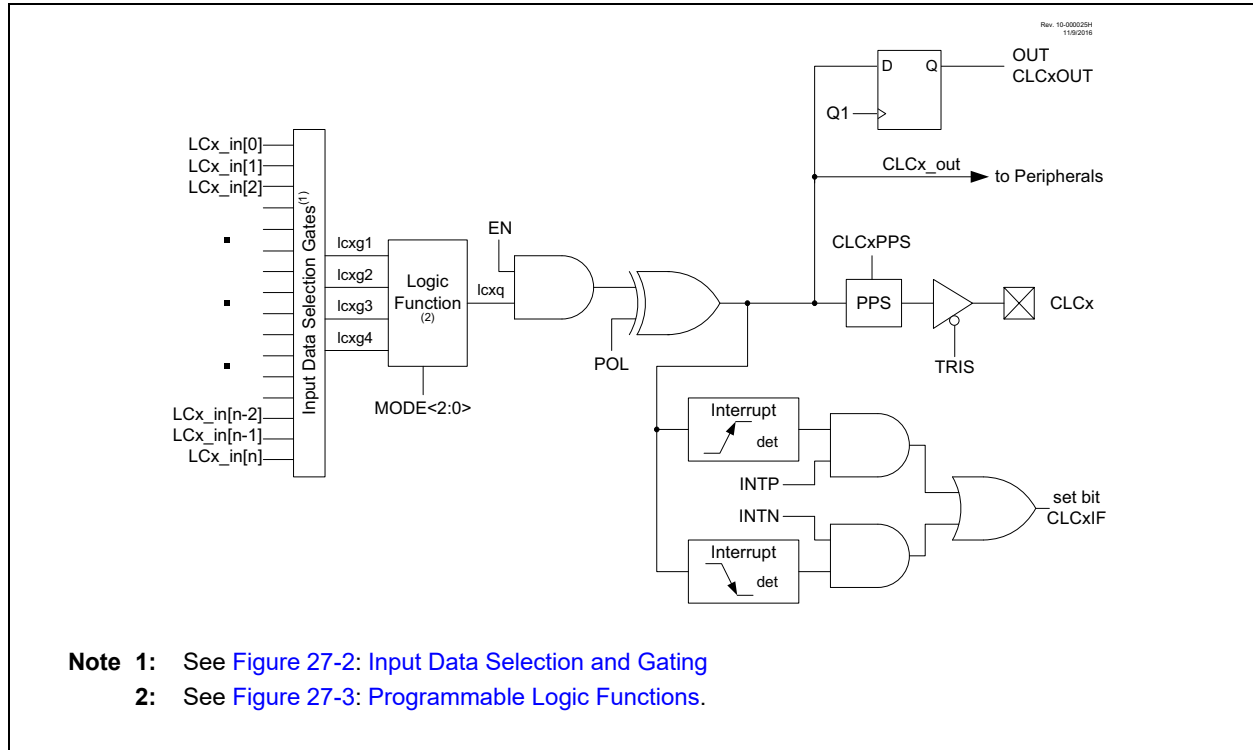 Rev. 10-000025H
11/9/2016
D Q
OUT
CLCxOUT
Q1
CLCx_out
to Peripherals
LCx_in[0]
LCx_in[1]
LCx_in[2]
LCx_in[n-2]
LCx_in[n-1]
LCx_in[n]
Input Data Selection Gates(1)
lcxg1
lcxg2
lcxg3
lcxg4
Logic
Function
(2)
MODE<2:0>
lcxq
EN
POL
CLCxPPS
PPS
TRIS
CLCx
Interrupt
det
INTP
INTN
Interrupt
det
set bit
CLCxIF
Note 1: See Figure 27-2: Input Data Selection and Gating
2: See Figure 27-3: Programmable Logic Functions.